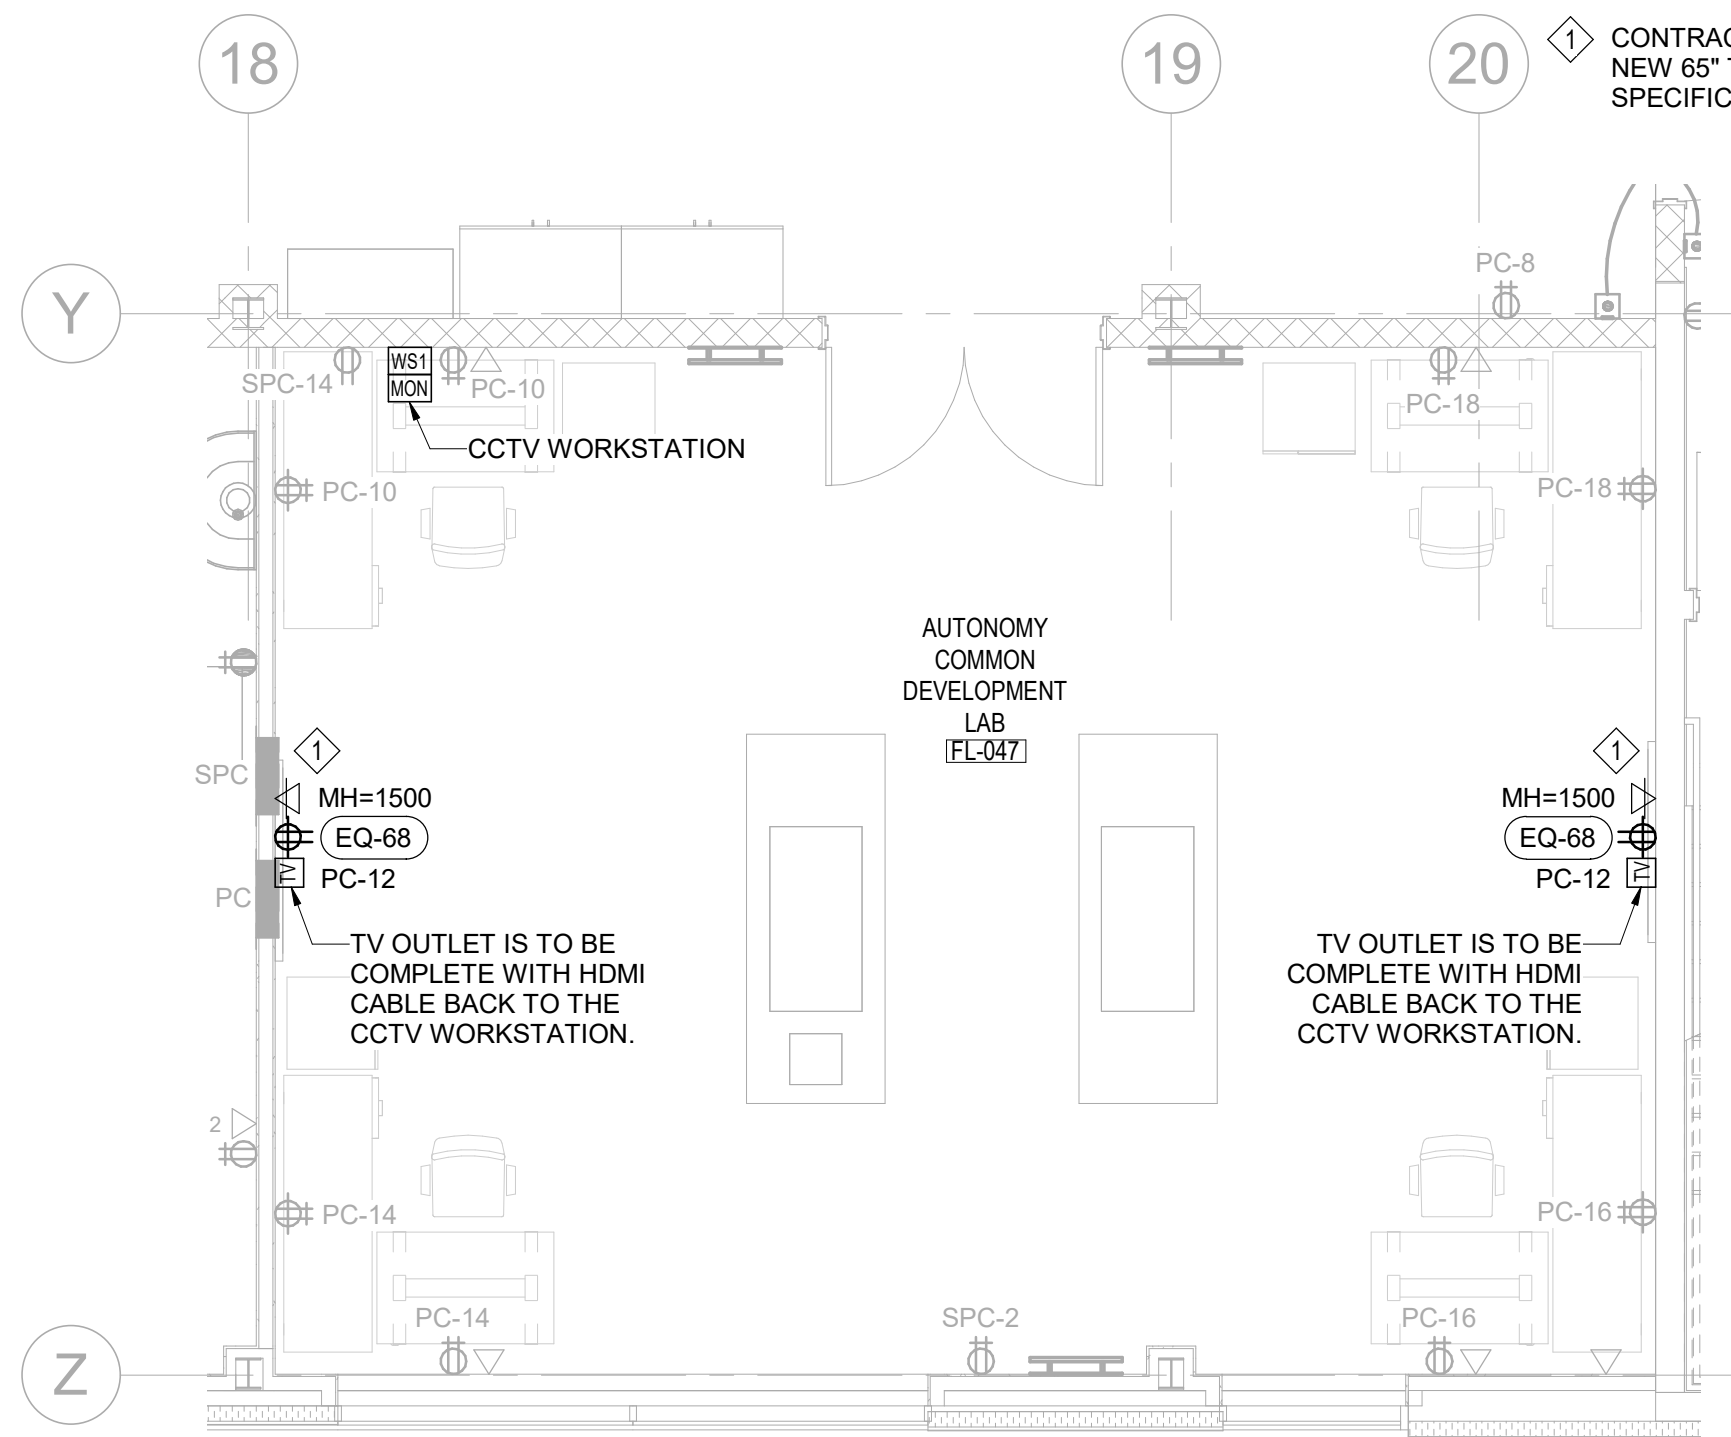 18
19
20
1
CONTRAC
NEW 65" T
SPECIFIC
Y
PC-8
SPC-14
WS1
MON
PC-10
PC-18
CCTV WORKSTATION
PC-10
PC-18
AUTONOMY
COMMON
DEVELOPMENT
LAB
FL-047
1
SPC
MH=1500
EQ-68
TV
PC-12
PC
TV OUTLET IS TO BE
COMPLETE WITH HDMI
CABLE BACK TO THE
CCTV WORKSTATION.
1
MH=1500
EQ-68
TV
PC-12
TV OUTLET IS TO BE
COMPLETE WITH HDMI
CABLE BACK TO THE
CCTV WORKSTATION.
2
PC-14
PC-16
PC-14
SPC-2
PC-16
Z